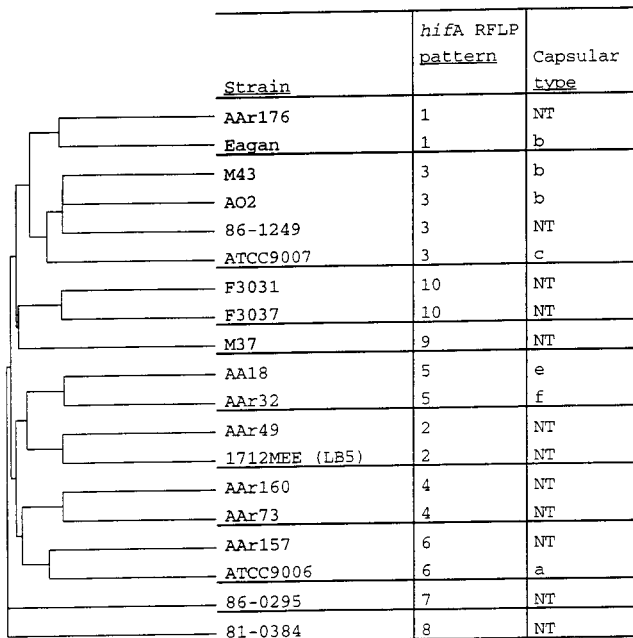 hifA RFLP
pattern Capsular
Strain type
AAr176 1 NT
Eagan 1 b
M43 3 b
AO2 3 b
86-1249 3 NT
ATCC9007 3 c
F3031 10 NT
F3037 10 NT
M37 9 NT
AA18 5 e
AAr32 5 f
AAr49 2 NT
1712MEE (LB5) 2 NT
AAr160 4 NT
AAr73 4 NT
AAr157 6 NT
ATCC9006 6 a
86-0295 7 NT
81-0384 8 NT